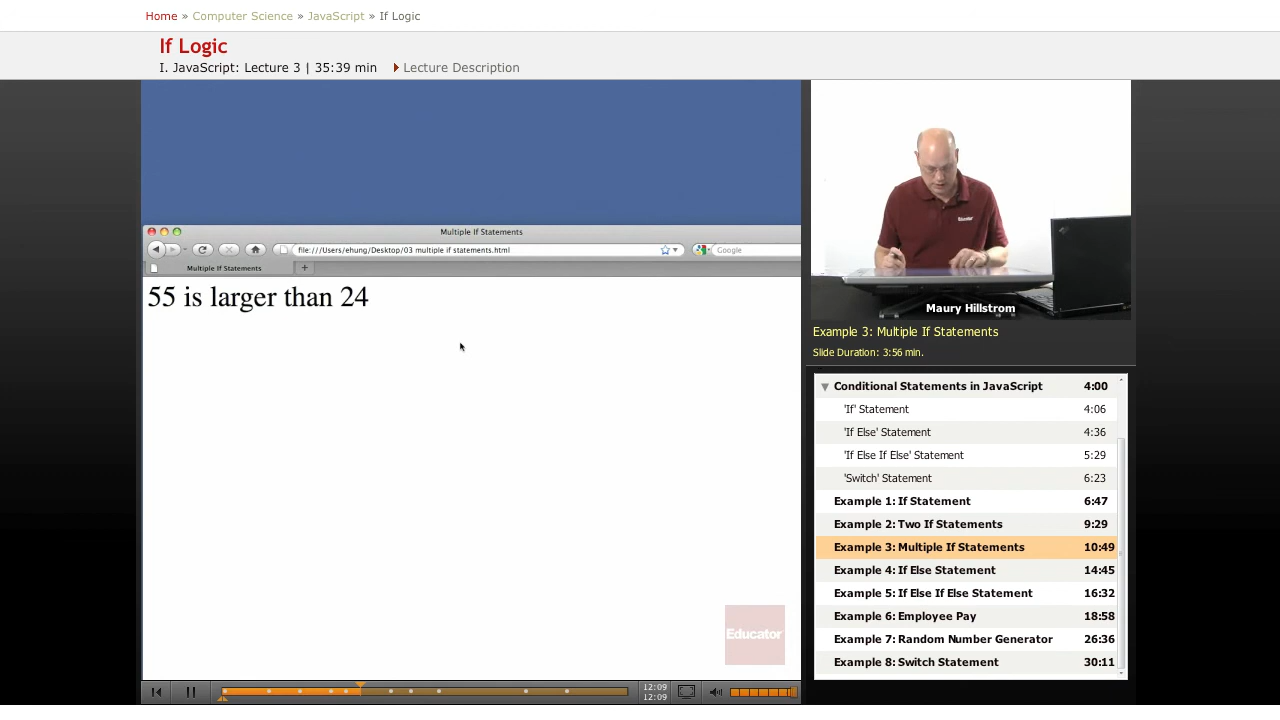 Home » Computer Science » JavaScript » If Logic
If Logic
I. JavaScript: Lecture 3 | 35:39 min Lecture Description
Multiple If Statements
file:///Users/ehung/Desktop/03 multiple if statements.html
Google
Multiple If Statements
55 is larger than 24
Educator
12:09
12:09
Maury Hillstrom
Example 3: Multiple If Statements
Slide Duration: 3:56 min.
Conditional Statements in JavaScript 4:00
'If' Statement 4:06
'If Else' Statement 4:36
'If Else If Else' Statement 5:29
'Switch' Statement 6:23
Example 1: If Statement 6:47
Example 2: Two If Statements 9:29
Example 3: Multiple If Statements 10:49
Example 4: If Else Statement 14:45
Example 5: If Else If Else Statement 16:32
Example 6: Employee Pay 18:58
Example 7: Random Number Generator 26:36
Example 8: Switch Statement 30:11